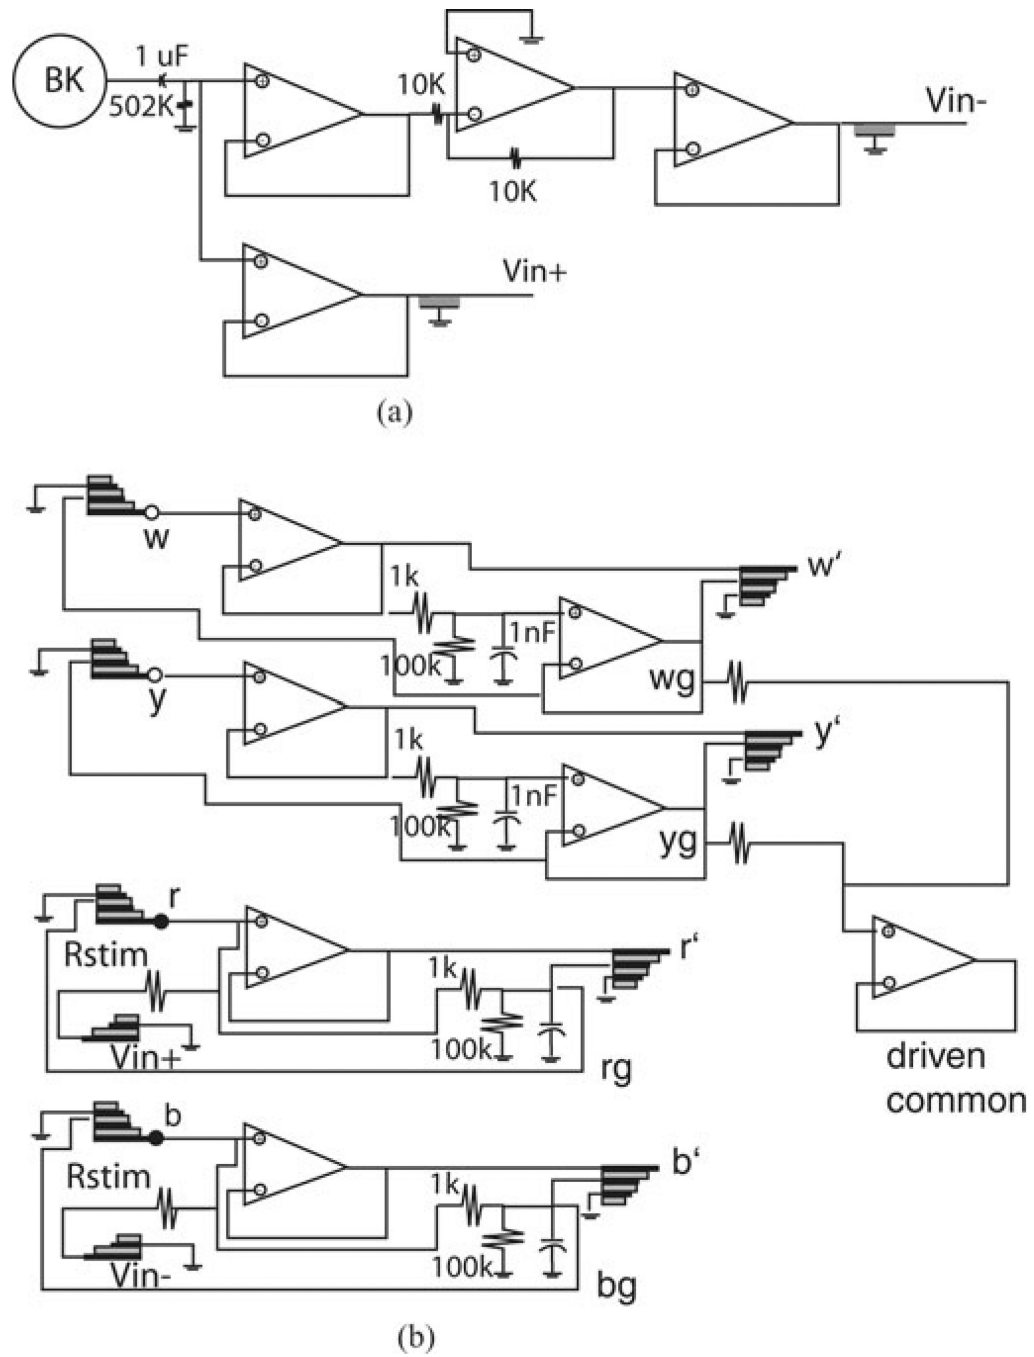 1 uF
BK
502K
10K
10K
Vin-
Vin+
(a)
w
1k
100k
1nF
wg
w‘
y
1k
100k
1nF
yg
y‘
r
Rstim
Vin+
1k
100k
rg
r‘
driven
common
b
Rstim
Vin-
1k
100k
bg
b‘
(b)